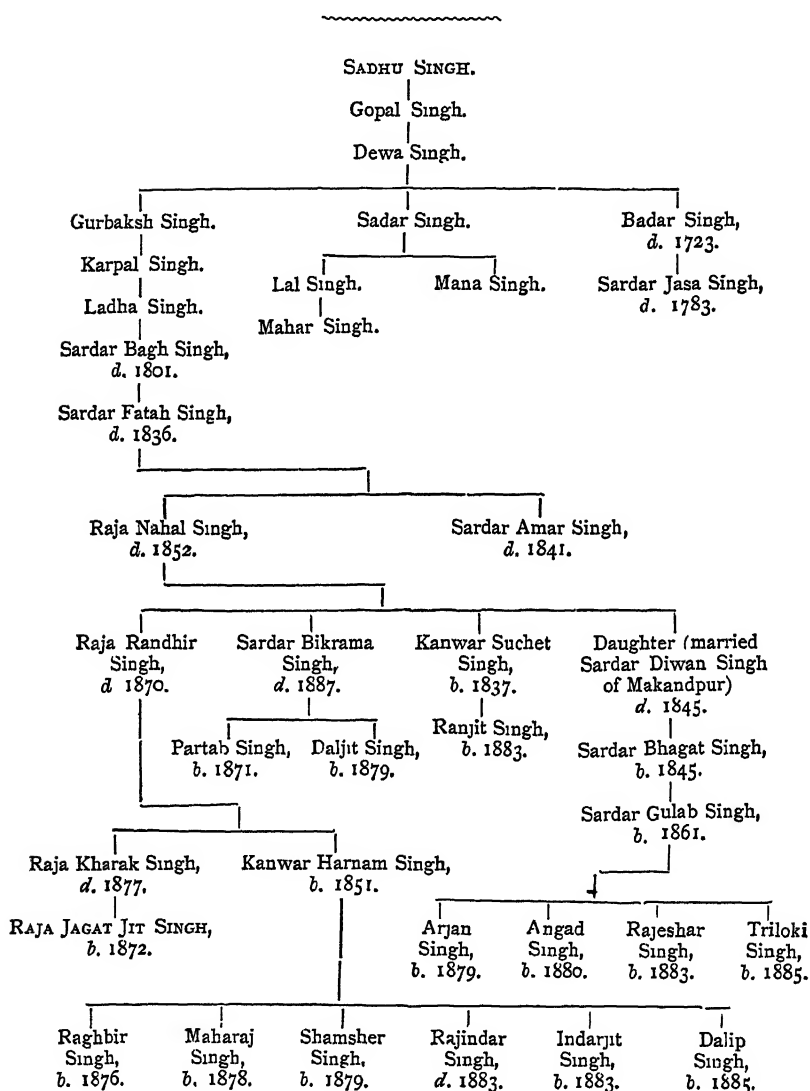 SADHU SINGH.
Gopal Singh.
Dewa Singh.
Gurbaksh Singh.
Sadar Singh.
Badar Singh,
d. 1723.
Karpal Singh.
Lal Singh.
Mana Singh.
Sardar Jasa Singh,
d. 1783.
Ladha Singh.
Mahar Singh.
Sardar Bagh Singh,
d. 1801.
Sardar Fatah Singh,
d. 1836.
Raja Nahal Singh,
d. 1852.
Sardar Amar Singh,
d. 1841.
Raja Randhir
Singh,
d 1870.
Sardar Bikrama
Singh,
d. 1887.
Kanwar Suchet
Singh,
b. 1837.
Daughter (married
Sardar Diwan Singh
of Makandpur)
d. 1845.
Partab Singh,
b. 1871.
Daljit Singh,
b. 1879.
Ranjit Singh,
b. 1883.
Sardar Bhagat Singh,
b. 1845.
Sardar Gulab Singh,
b. 1861.
Raja Kharak Singh,
d. 1877.
Kanwar Harnam Singh,
b. 1851.
RAJA JAGAT JIT SINGH,
b. 1872.
Arjan
Singh,
b. 1879.
Angad
Singh,
b. 1880.
Rajeshar
Singh,
b. 1883.
Triloki
Singh,
b. 1885.
Raghbir
Singh,
b. 1876.
Maharaj
Singh,
b. 1878.
Shamsher
Singh,
b. 1879.
Rajindar
Singh,
d. 1883.
Indarjit
Singh,
b. 1883.
Dalip
Singh,
b. 1885.